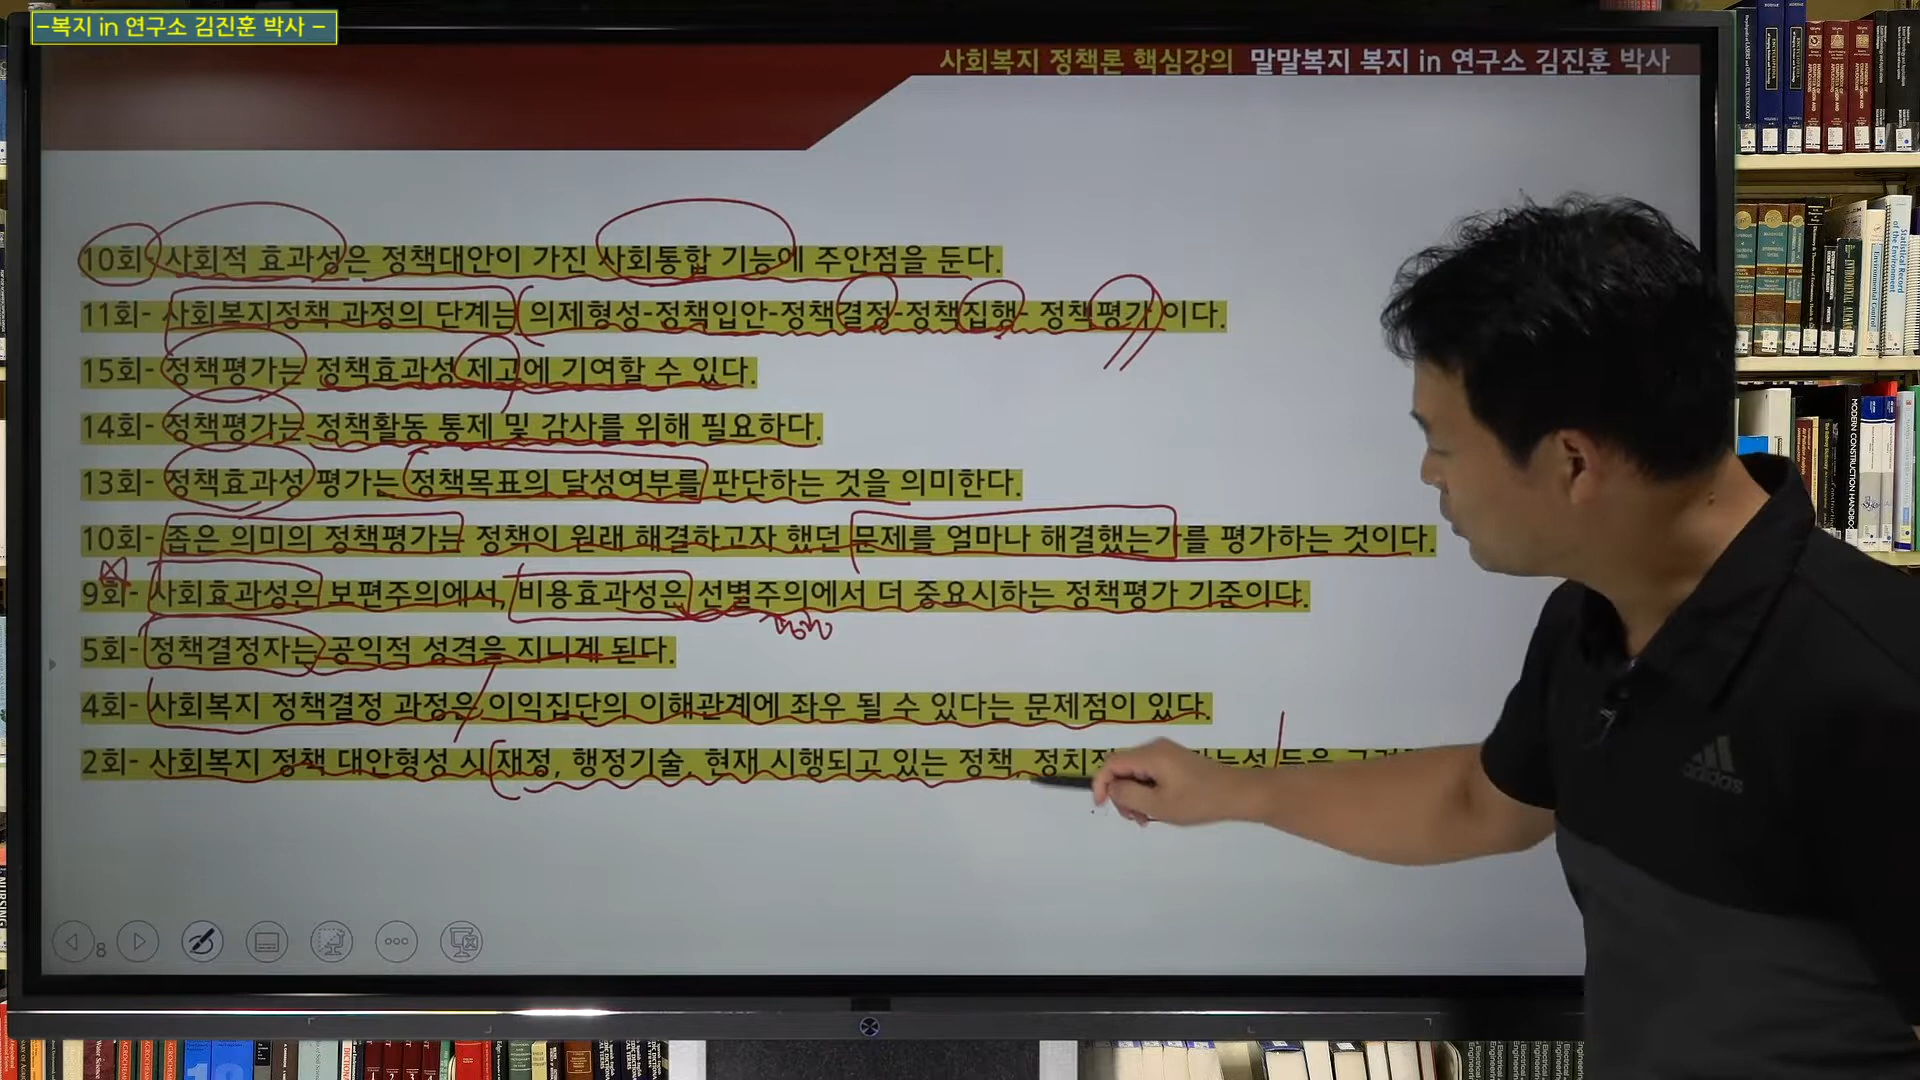 -복지 in 연구소 김진훈 박사 -
사회복지 정책론 핵심강의 말말복지 복지 in 연구소 김진훈 박사
10회- 사회적 효과성은 정책대안이 가진 사회통합 기능에 주안점을 둔다.
11회- 사회복지정책 과정의 단계는 의제형성-정책입안-정책결정-정책집행- 정책평가 이다.
15회- 정책평가는 정책효과성 제고에 기여할 수 있다.
14회- 정책평가는 정책활동 통제 및 감사를 위해 필요하다.
13회- 정책효과성 평가는 정책목표의 달성여부를 판단하는 것을 의미한다.
10회- 좁은 의미의 정책평가는 정책이 원래 해결하고자 했던 문제를 얼마나 해결했는가를 평가하는 것이다.
9회- 사회효과성은 보편주의에서, 비용효과성은 선별주의에서 더 중요시하는 정책평가 기준이다.
5회- 정책결정자는 공익적 성격을 지니게 된다.
4회- 사회복지 정책결정 과정은 이익집단의 이해관계에 좌우 될 수 있다는 문제점이 있다.
2회- 사회복지 정책 대안형성 시 재정, 행정기술, 현재 시행되고 있는 정책, 등은
8
adidas
Statistical Record of the Environment
MODERN CONSTRUCTION HANDBOOK
NURSING